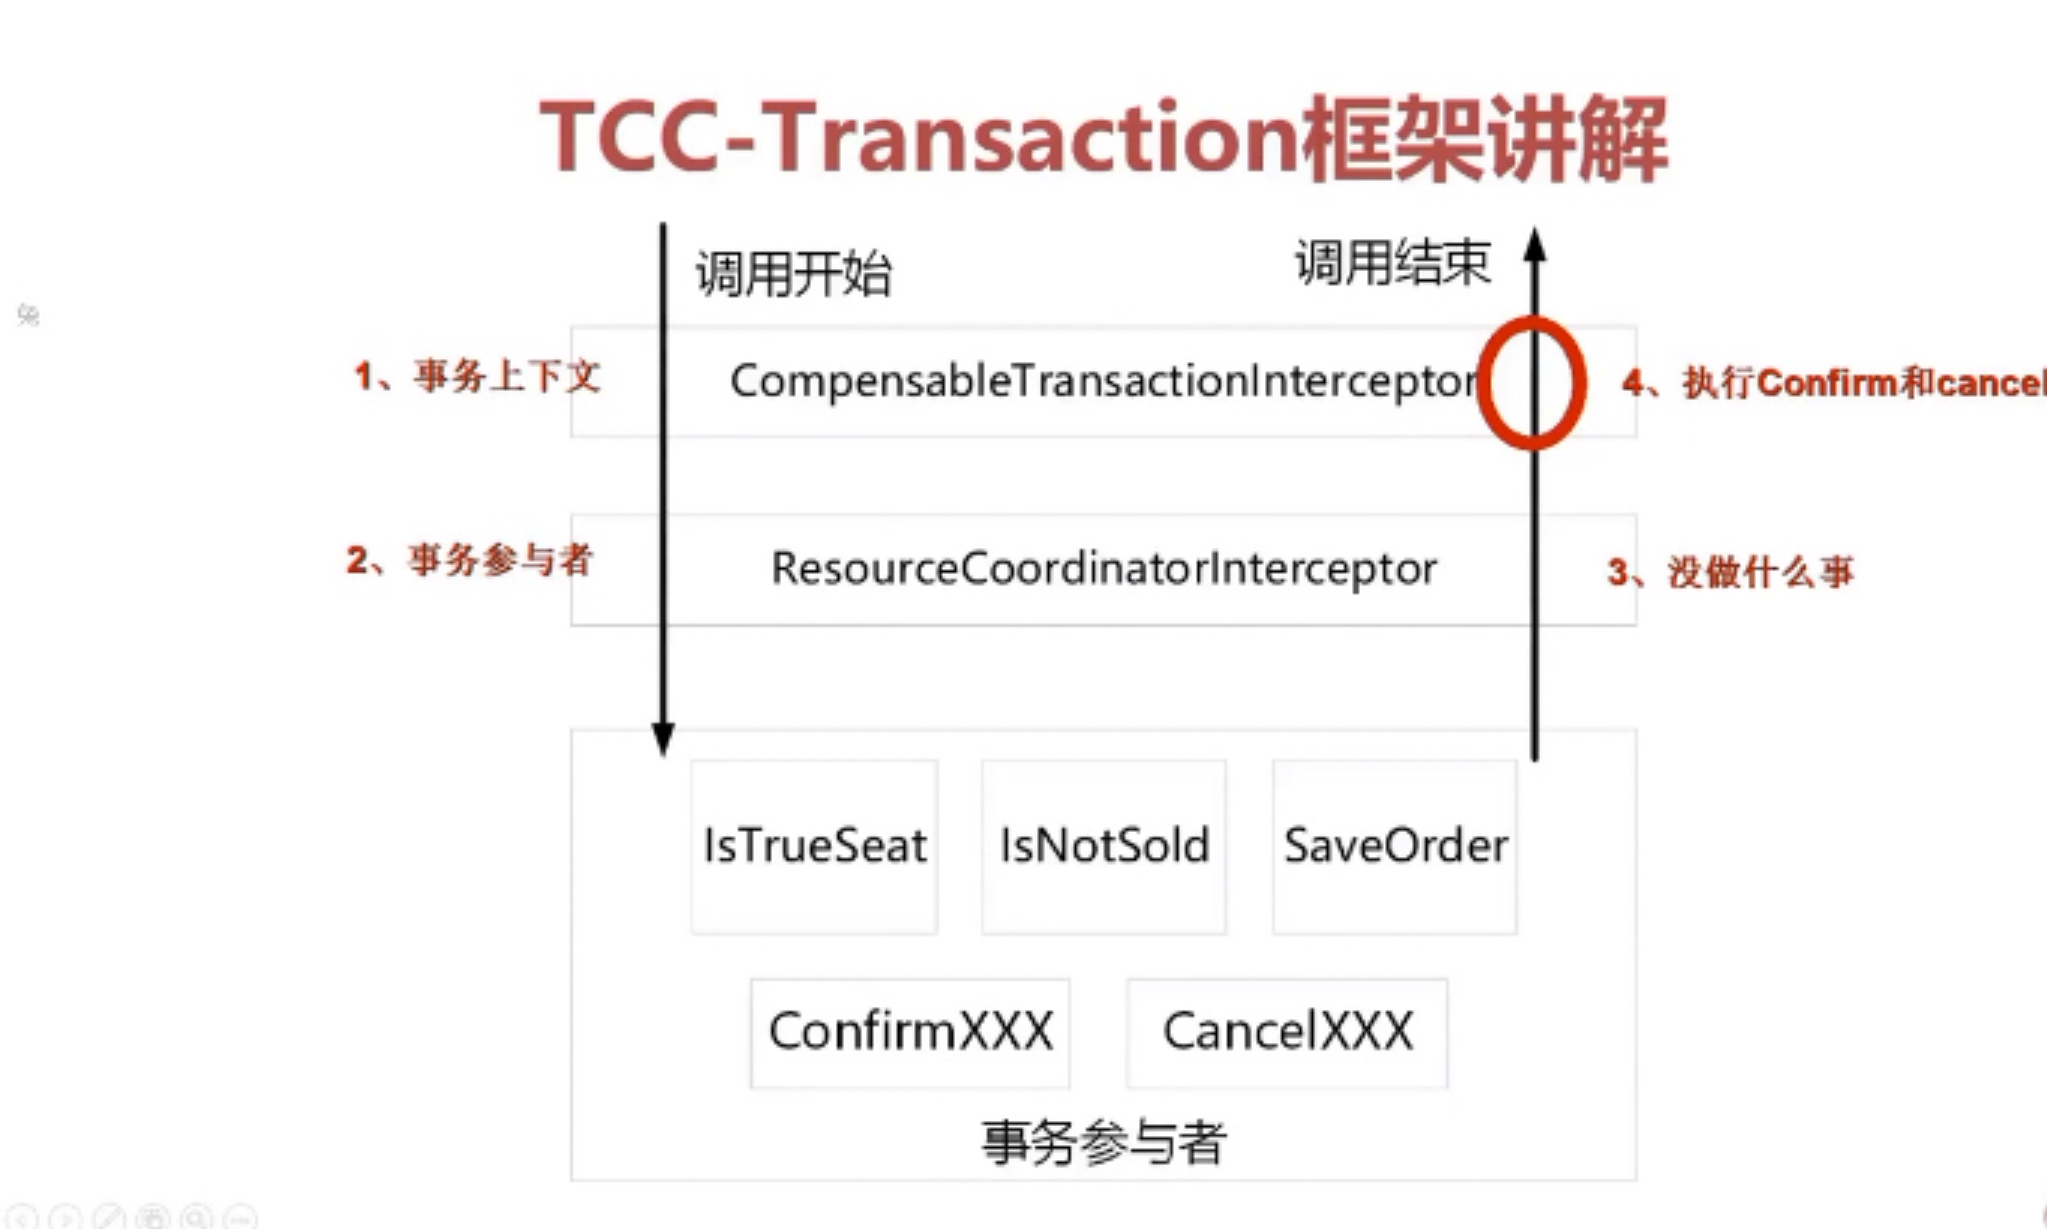 TCC-Transaction框架讲解
调用开始
调用结束
1、事务上下文
CompensableTransactionInterceptor
4、执行Confirm和cancel
2、事务参与者
ResourceCoordinatorInterceptor
3、没做什么事
IsTrueSeat
IsNotSold
SaveOrder
ConfirmXXX
CancelXXX
事务参与者